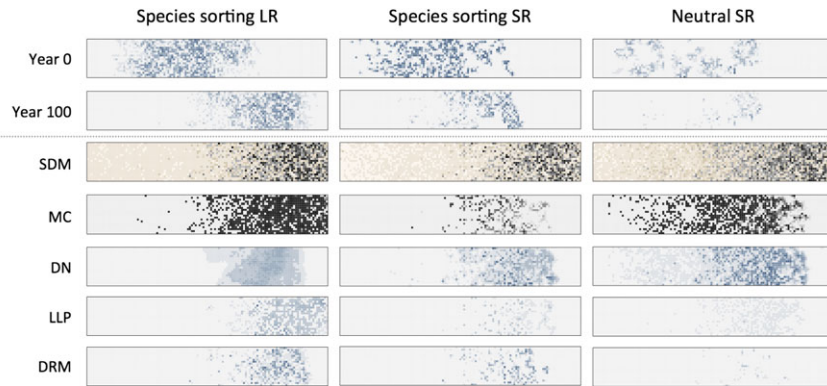 Species sorting LR
Species sorting SR
Neutral SR
Year 0
Year 100
SDM
MC
DN
LLP
DRM